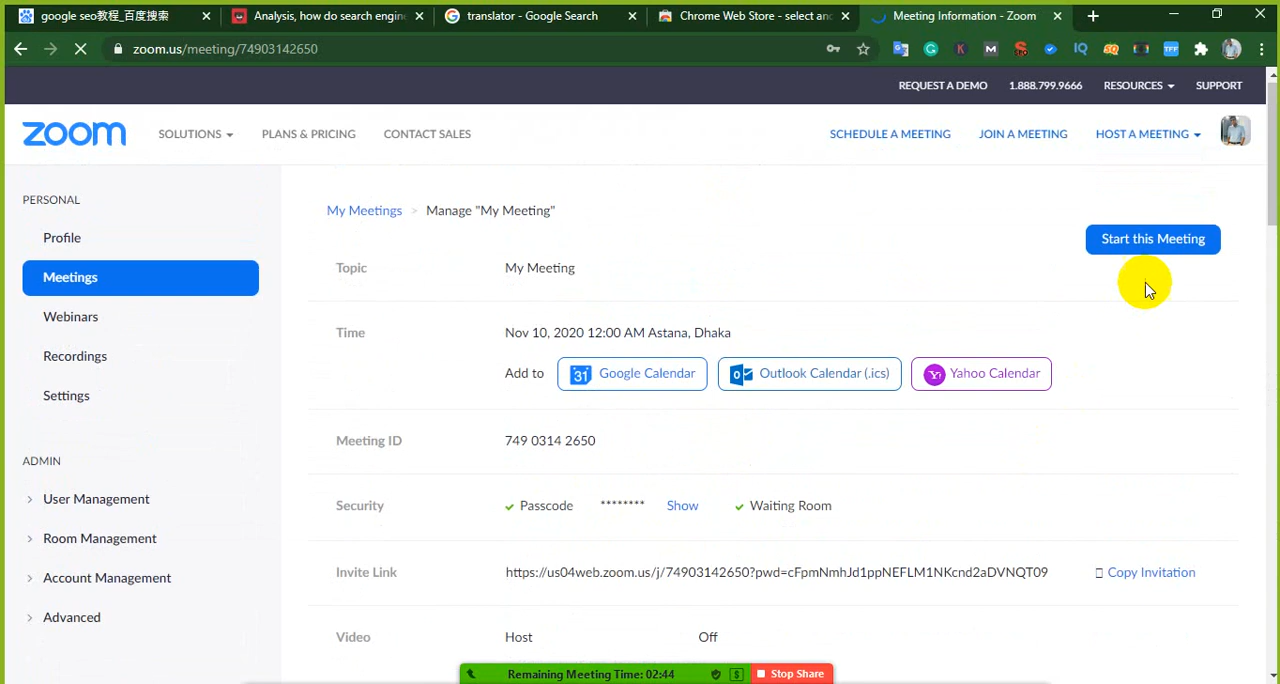 google seo教程_百度搜索
Analysis, how do search engin
translator - Google Search
Chrome Web Store - select and
Meeting Information - Zoom
zoom.us/meeting/74903142650
REQUEST A DEMO 1.888.799.9666 RESOURCES SUPPORT
zoom SOLUTIONS PLANS & PRICING CONTACT SALES SCHEDULE A MEETING JOIN A MEETING HOST A MEETING
PERSONAL
Profile
Meetings
Webinars
Recordings
Settings
ADMIN
User Management
Room Management
Account Management
Advanced
My Meetings > Manage "My Meeting"
Start this Meeting
Topic My Meeting
Time Nov 10, 2020 12:00 AM Astana, Dhaka
Add to 31 Google Calendar Outlook Calendar (.ics) Yahoo Calendar
Meeting ID 749 0314 2650
Security Passcode ******** Show Waiting Room
Invite Link https://us04web.zoom.us/j/74903142650?pwd=cFpmNmhJd1ppNEFLM1NKcnd2aDVNQT09 Copy Invitation
Video Host Off
Remaining Meeting Time: 02:44 Stop Share